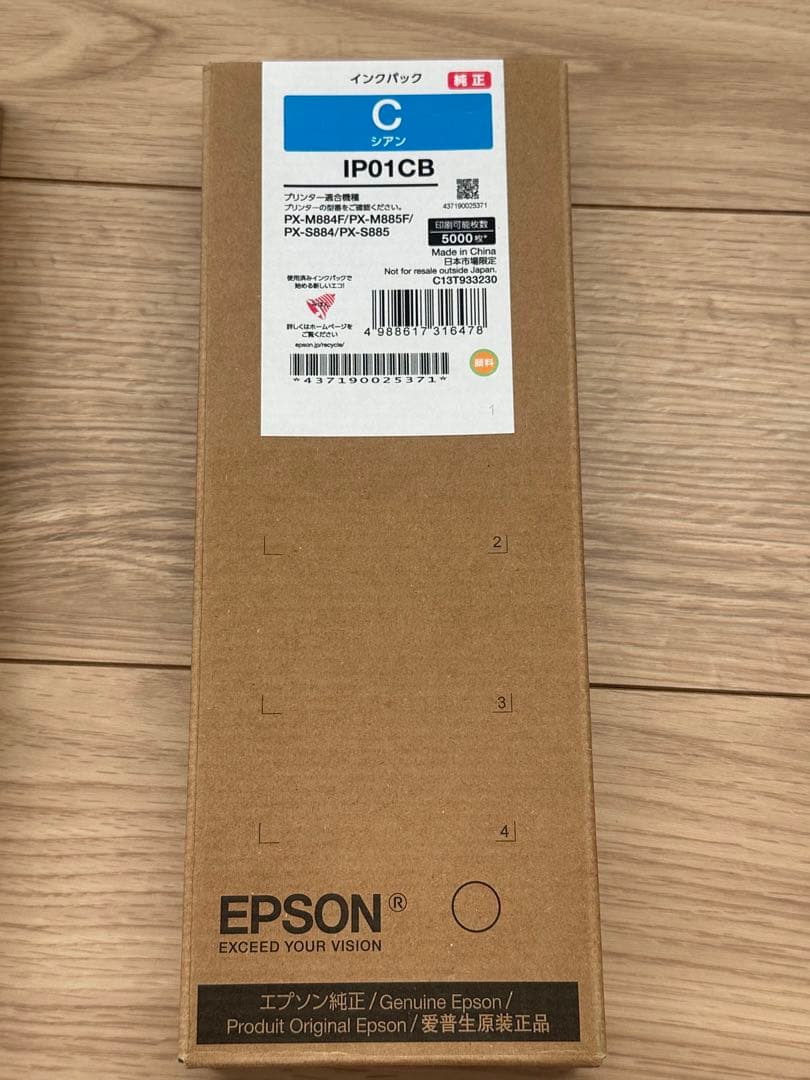 インクパック 純正
C
シアン
IP01CB
プリンター適合機種
プリンターの型番をご確認ください。
PX-M884F/PX-M885F/
PX-S884/PX-S885
437190025371
印刷可能枚数
5000枚*
Made in China
日本市場限定
Not for resale outside Japan.
C13T933230
使用済みインクパックで
始める新しいエコ!
詳しくはホームページを
ご覧ください
epson.jp/recycle/
4 988617 316478
*437190025371*
顔料
1
2
3
4
EPSON®
EXCEED YOUR VISION
エプソン純正/Genuine Epson/
Produit Original Epson/爱普生原装正品